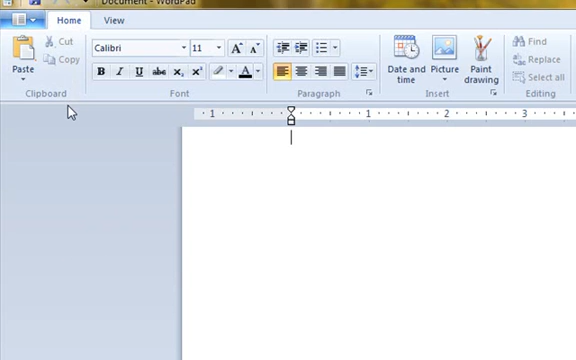 Document - WordPad
Home View
Cut
Copy
Paste
Clipboard
Calibri 11
A A
B I U abc X₂ X² A
Font
Paragraph
Date and time
Picture
Paint drawing
Insert
Find
Replace
Select all
Editing
1 1 2 3